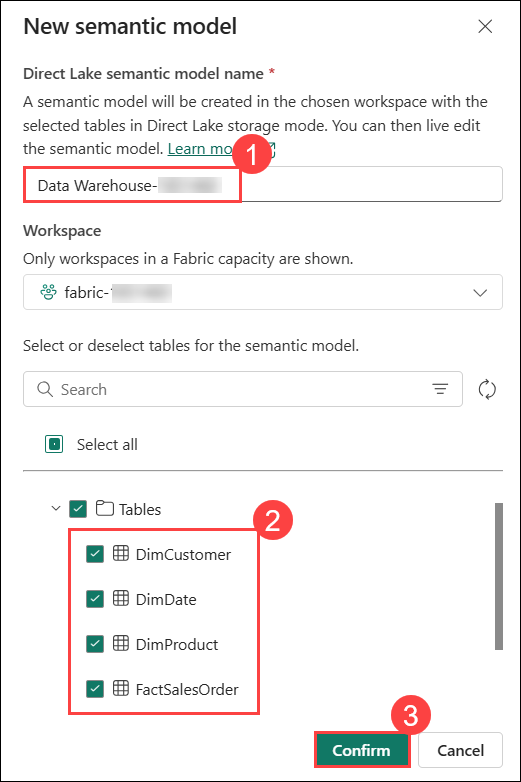 New semantic model
Direct Lake semantic model name *
A semantic model will be created in the chosen workspace with the
selected tables in Direct Lake storage mode. You can then live edit
the semantic model. Learn mo
1
Data Warehouse-
Workspace
Only workspaces in a Fabric capacity are shown.
fabric-
Select or deselect tables for the semantic model.
Search
Select all
Tables
2
DimCustomer
DimDate
DimProduct
FactSalesOrder
3
Confirm
Cancel